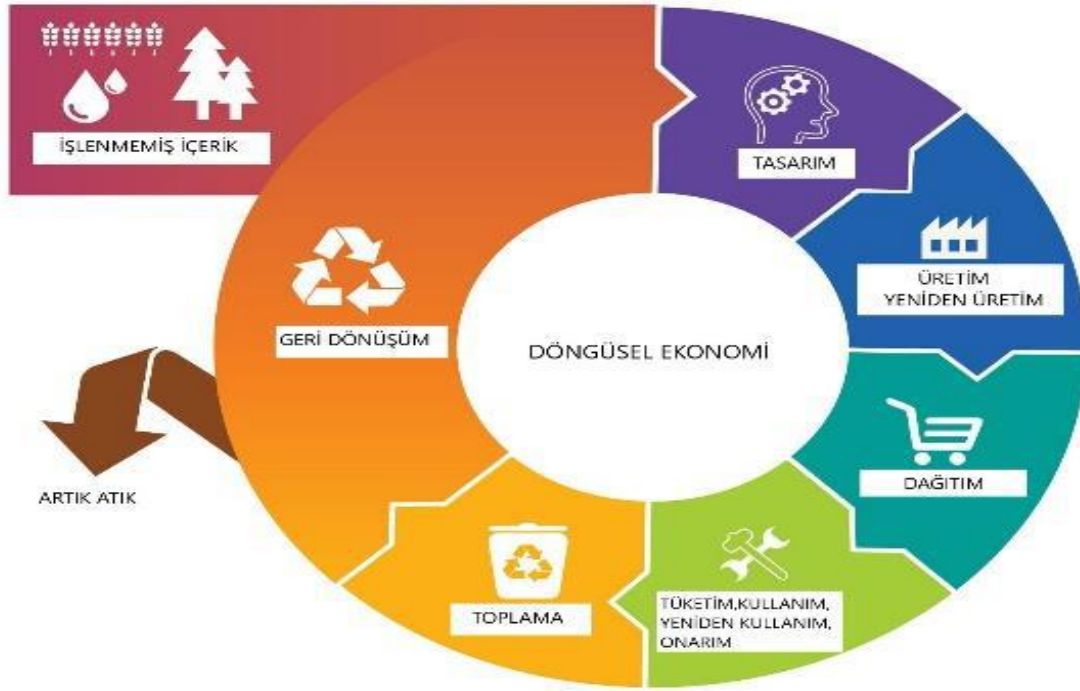 İŞLENMEMİŞ İÇERİK
TASARIM
ÜRETİM
YENİDEN ÜRETİM
GERİ DÖNÜŞÜM
DÖNGÜSEL EKONOMİ
DAĞITIM
ARTIK ATIK
TOPLAMA
TÜKETİM,KULLANIM,
YENİDEN KULLANIM,
ONARIM